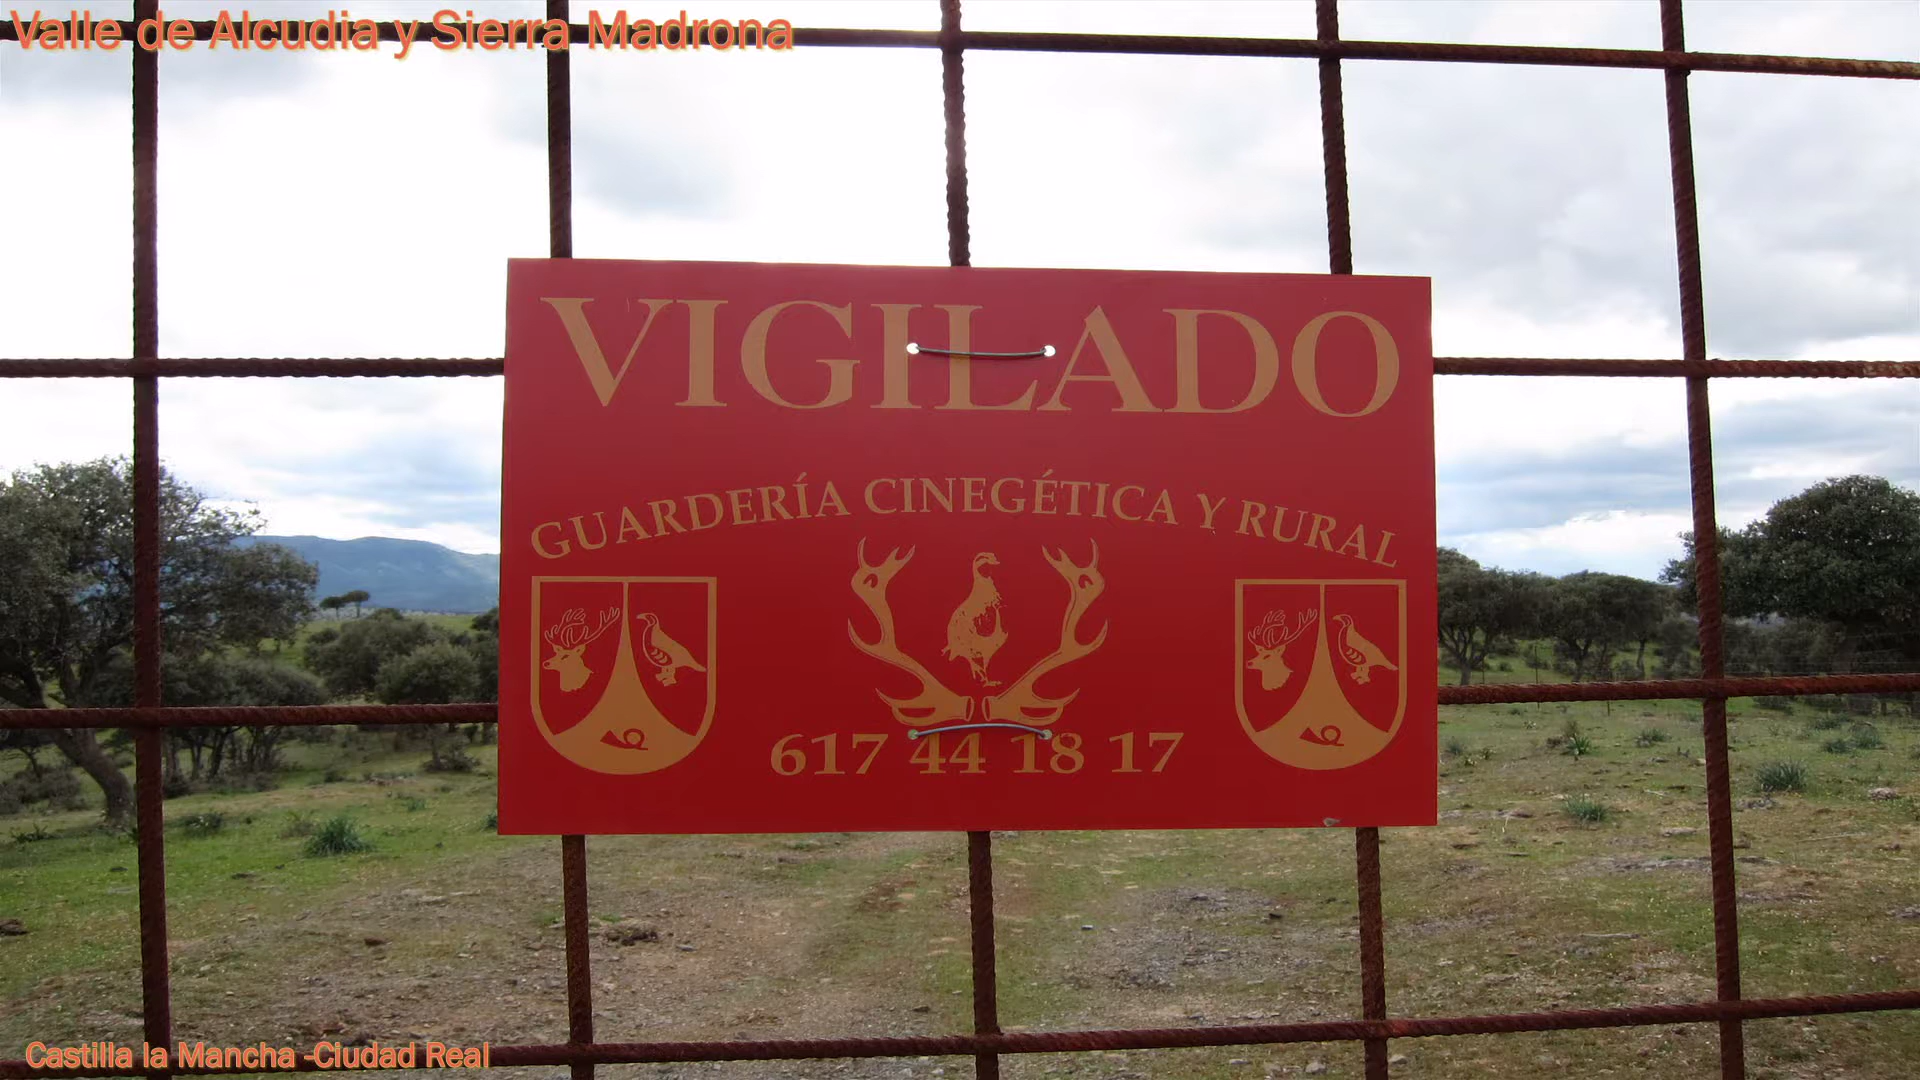 Valle de Alcudia y Sierra Madrona
VIGILADO
GUARDERÍA CINEGÉTICA Y RURAL
617 44 18 17
Castilla la Mancha -Ciudad Real